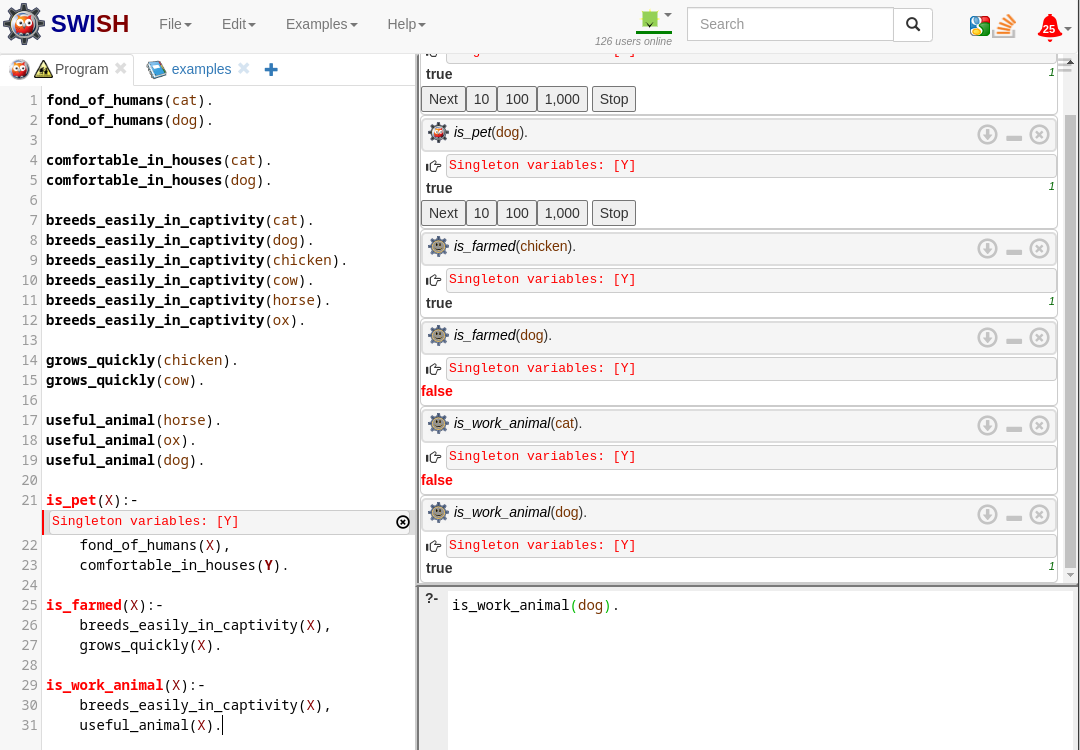 SWISH File Edit Examples Help 126 users online Search 25
Program examples
1 fond_of_humans(cat).
2 fond_of_humans(dog).
3
4 comfortable_in_houses(cat).
5 comfortable_in_houses(dog).
6
7 breeds_easily_in_captivity(cat).
8 breeds_easily_in_captivity(dog).
9 breeds_easily_in_captivity(chicken).
10 breeds_easily_in_captivity(cow).
11 breeds_easily_in_captivity(horse).
12 breeds_easily_in_captivity(ox).
13
14 grows_quickly(chicken).
15 grows_quickly(cow).
16
17 useful_animal(horse).
18 useful_animal(ox).
19 useful_animal(dog).
20
21 is_pet(X):-
Singleton variables: [Y]
22 fond_of_humans(X),
23 comfortable_in_houses(Y).
24
25 is_farmed(X):-
26 breeds_easily_in_captivity(X),
27 grows_quickly(X).
28
29 is_work_animal(X):-
30 breeds_easily_in_captivity(X),
31 useful_animal(X).
true 1
Next 10 100 1,000 Stop
is_pet(dog).
Singleton variables: [Y]
true 1
Next 10 100 1,000 Stop
is_farmed(chicken).
Singleton variables: [Y]
true 1
is_farmed(dog).
Singleton variables: [Y]
false
is_work_animal(cat).
Singleton variables: [Y]
false
is_work_animal(dog).
Singleton variables: [Y]
true 1
?- is_work_animal(dog).